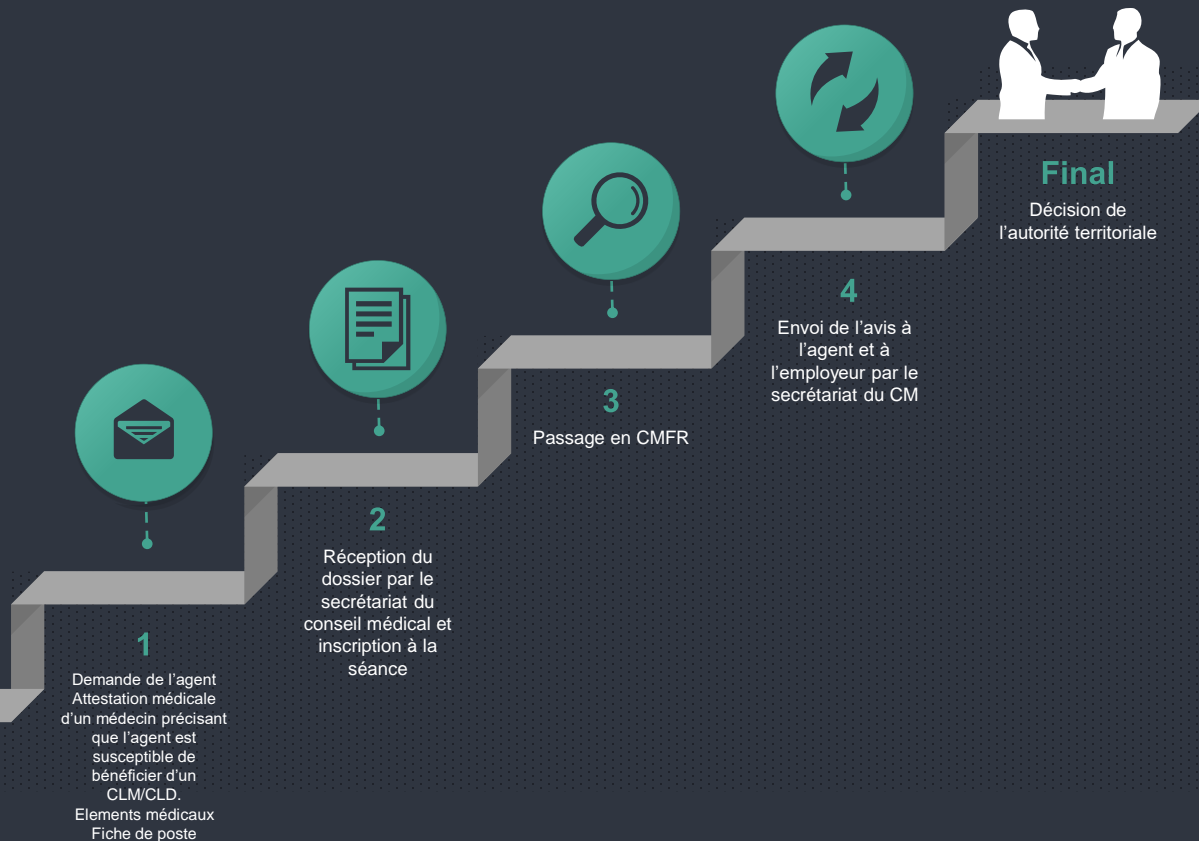 1
Demande de l’agent
Attestation médicale
d’un médecin précisant
que l’agent est
susceptible de
bénéficier d’un
CLM/CLD.
Elements médicaux
Fiche de poste
2
Réception du
dossier par le
secrétariat du
conseil médical et
inscription à la
séance
3
Passage en CMFR
4
Envoi de l’avis à
l’agent et à
l’employeur par le
secrétariat du CM
Final
Décision de
l’autorité territoriale